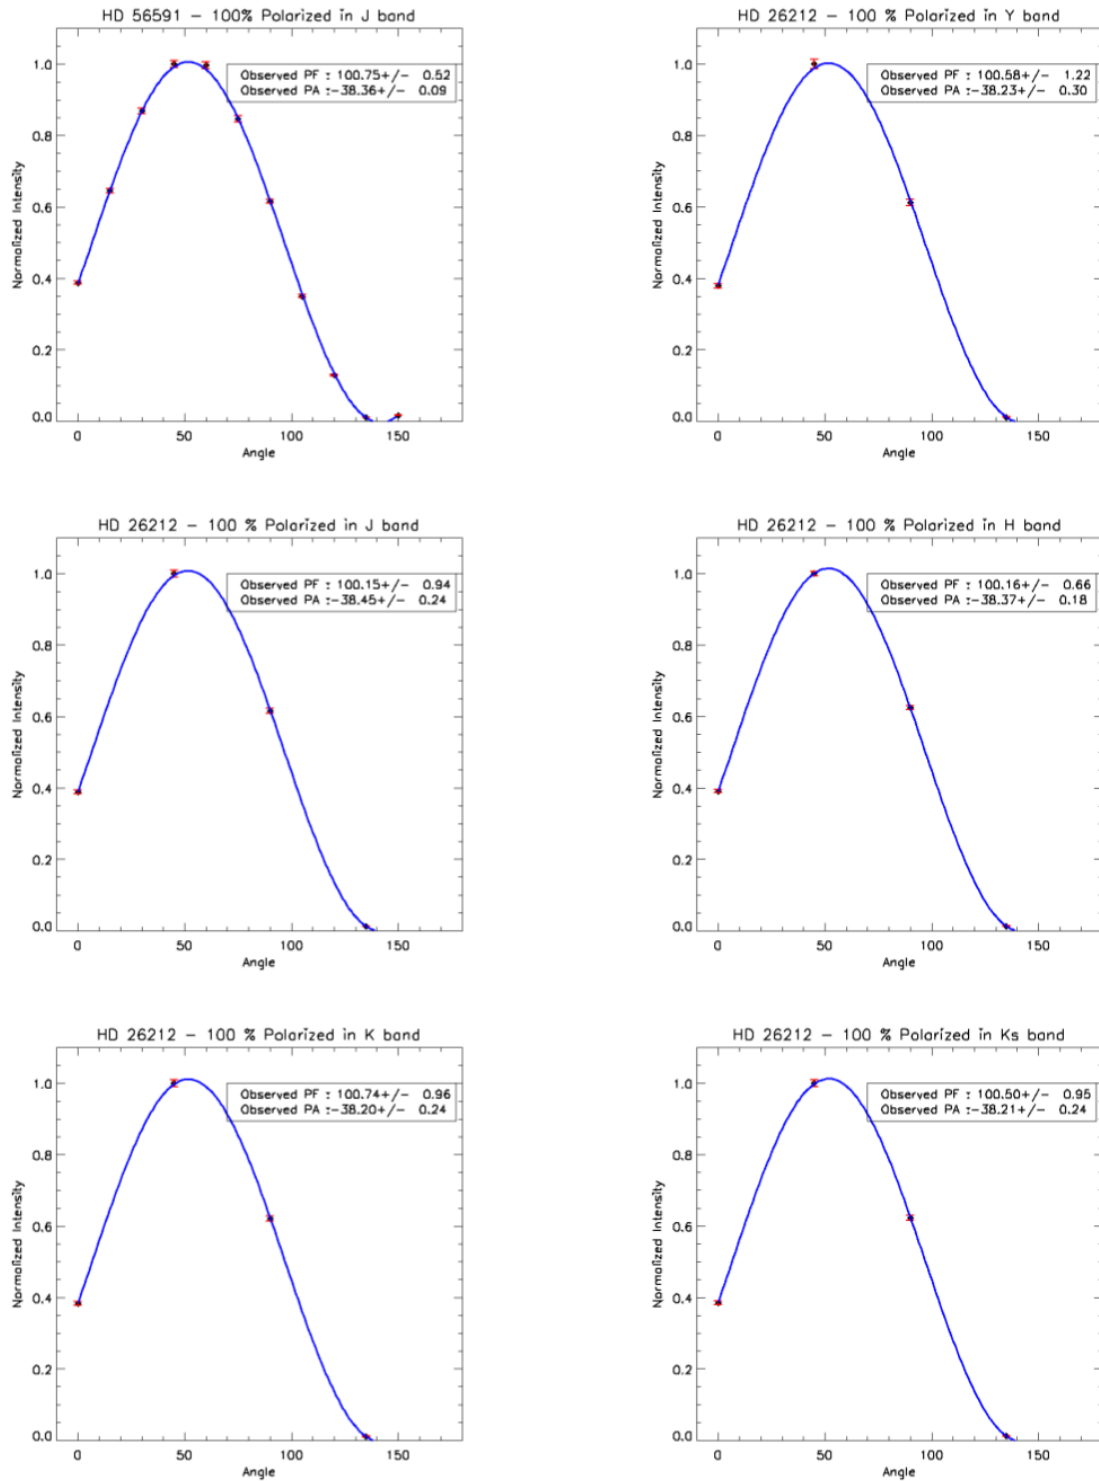 HD 56591 - 100% Polarized in J band
Observed PF : 100.75+/- 0.52
Observed PA :-38.36+/- 0.09
Normalized Intensity
1.0
0.8
0.6
0.4
0.2
0.0
0 50 100 150
Angle
HD 26212 - 100 % Polarized in Y band
Observed PF : 100.58+/- 1.22
Observed PA :-38.23+/- 0.30
Normalized Intensity
1.0
0.8
0.6
0.4
0.2
0.0
0 50 100 150
Angle
HD 26212 - 100 % Polarized in J band
Observed PF : 100.15+/- 0.94
Observed PA :-38.45+/- 0.24
Normalized Intensity
1.0
0.8
0.6
0.4
0.2
0.0
0 50 100 150
Angle
HD 26212 - 100 % Polarized in H band
Observed PF : 100.16+/- 0.66
Observed PA :-38.37+/- 0.18
Normalized Intensity
1.0
0.8
0.6
0.4
0.2
0.0
0 50 100 150
Angle
HD 26212 - 100 % Polarized in K band
Observed PF : 100.74+/- 0.96
Observed PA :-38.20+/- 0.24
Normalized Intensity
1.0
0.8
0.6
0.4
0.2
0.0
0 50 100 150
Angle
HD 26212 - 100 % Polarized in Ks band
Observed PF : 100.50+/- 0.95
Observed PA :-38.21+/- 0.24
Normalized Intensity
1.0
0.8
0.6
0.4
0.2
0.0
0 50 100 150
Angle